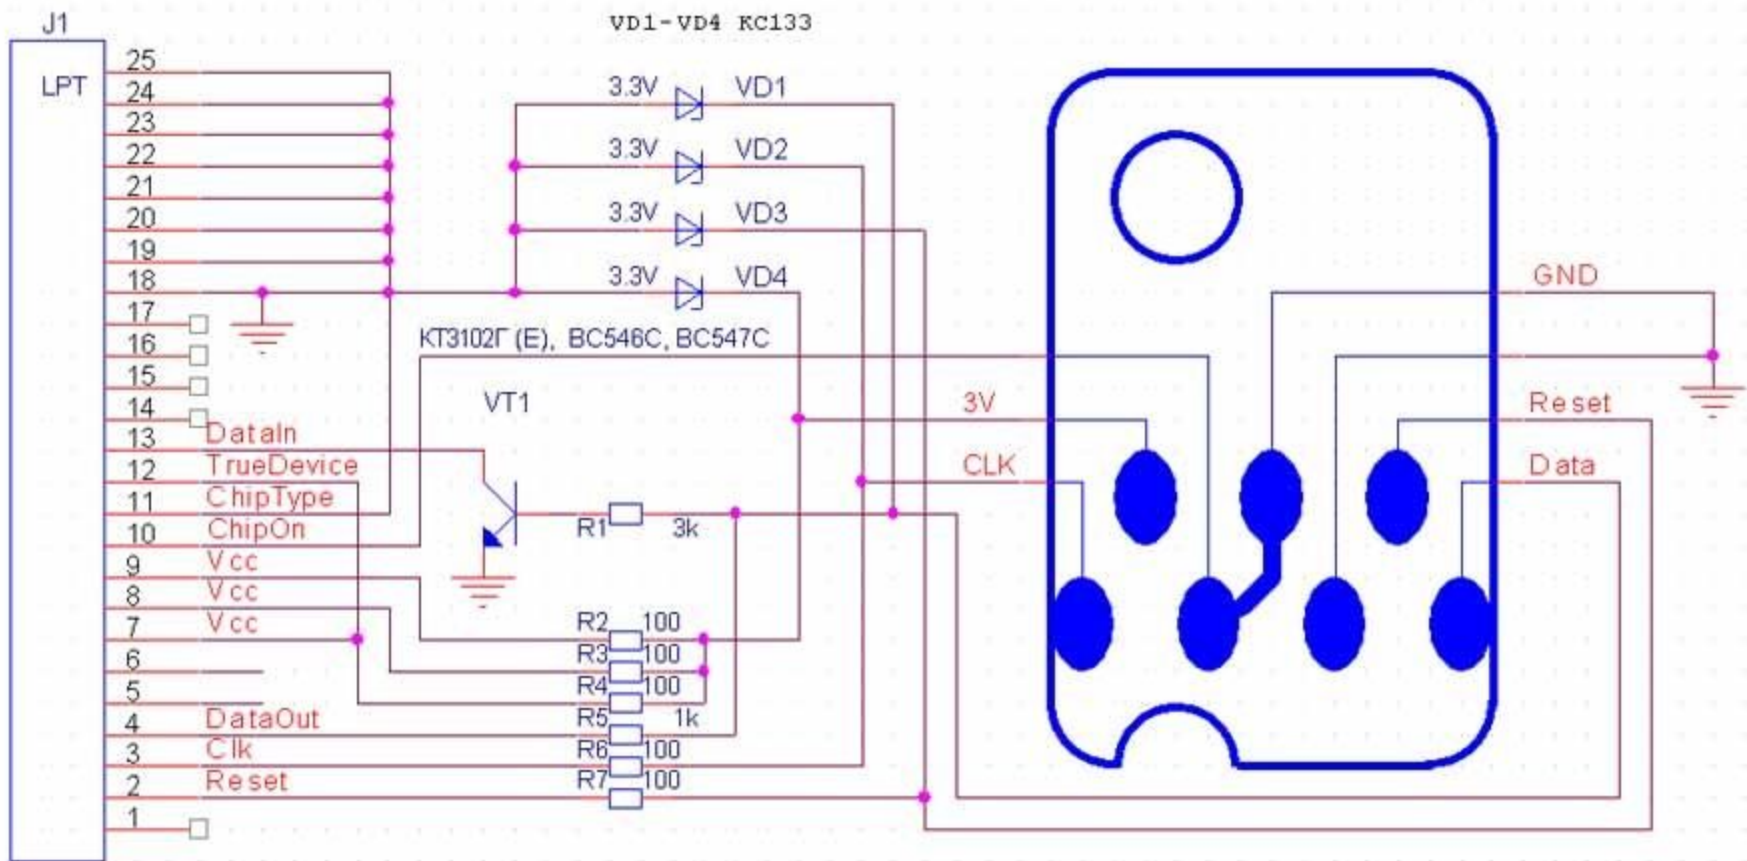 J1
VD1-VD4 KC133
LPT
25
24
23
22
21
20
19
18
17
16
15
14
13
12
11
10
9
8
7
6
5
4
3
2
1
DataIn
TrueDevice
ChipType
ChipOn
Vcc
Vcc
Vcc
DataOut
Clk
Reset
3.3V VD1
3.3V VD2
3.3V VD3
3.3V VD4
КТ3102Г (Е), BC546C, BC547C
VT1
R1 3k
R2 100
R3 100
R4 100
R5 1k
R6 100
R7 100
3V
CLK
GND
Reset
Data